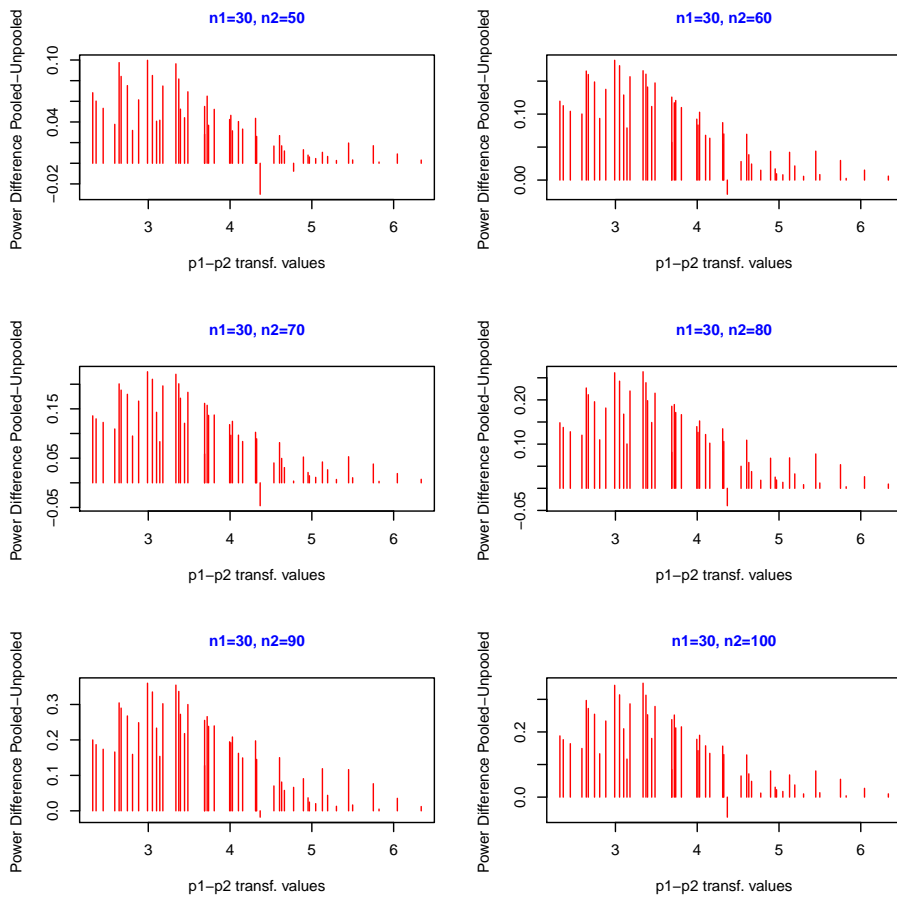 n1=30, n2=50
Power Difference Pooled−Unpooled
0.10
0.04
−0.02
3 4 5 6
p1−p2 transf. values
n1=30, n2=60
Power Difference Pooled−Unpooled
0.10
0.00
3 4 5 6
p1−p2 transf. values
n1=30, n2=70
Power Difference Pooled−Unpooled
0.15
0.05
−0.05
3 4 5 6
p1−p2 transf. values
n1=30, n2=80
Power Difference Pooled−Unpooled
0.20
0.10
−0.05
3 4 5 6
p1−p2 transf. values
n1=30, n2=90
Power Difference Pooled−Unpooled
0.3
0.2
0.1
0.0
3 4 5 6
p1−p2 transf. values
n1=30, n2=100
Power Difference Pooled−Unpooled
0.2
0.0
3 4 5 6
p1−p2 transf. values